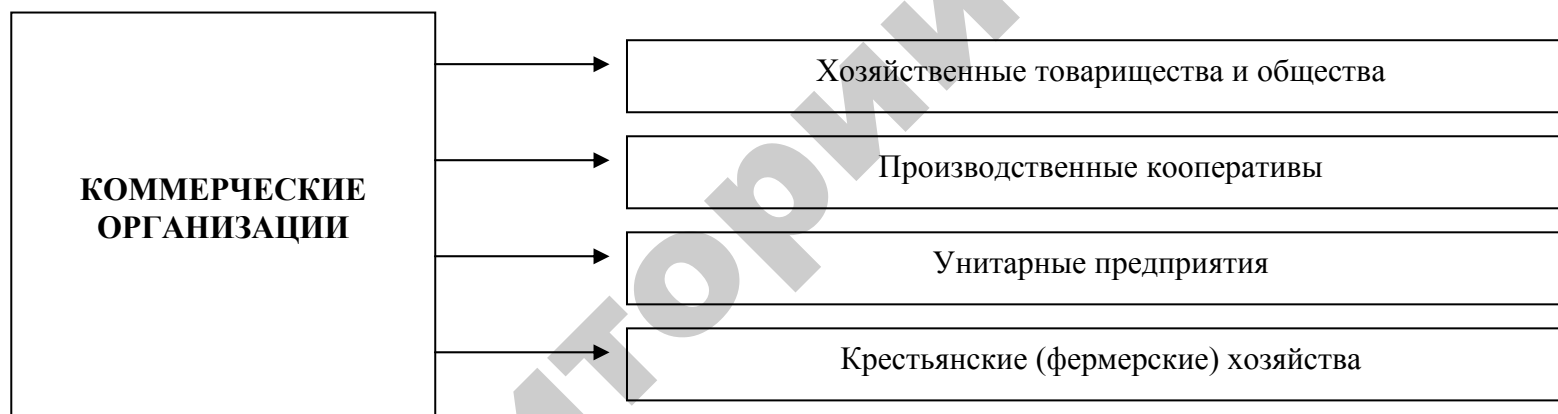 КОММЕРЧЕСКИЕ
ОРГАНИЗАЦИИ
Хозяйственные товарищества и общества
Производственные кооперативы
Унитарные предприятия
Крестьянские (фермерские) хозяйства